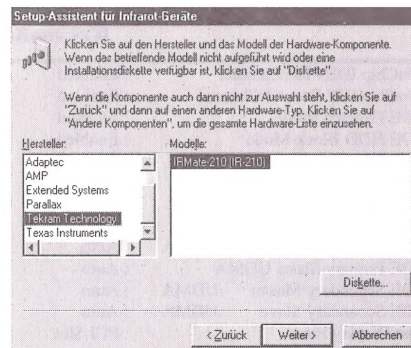 Setup-Assistent für Infrarot-Geräte
Klicken Sie auf den Hersteller und das Modell der Hardware-Komponente.
Wenn das betreffende Modell nicht aufgeführt wird oder eine
Installationsdiskette verfügbar ist, klicken Sie auf "Diskette".
Wenn die Komponente auch dann nicht zur Auswahl steht, klicken Sie auf
"Zurück" und dann auf einen anderen Hardware-Typ. Klicken Sie auf
"Andere Komponenten", um die gesamte Hardware-Liste einzusehen.
Hersteller:
Adaptec
AMP
Extended Systems
Parallax
Tekram Technology
Texas Instruments
Modelle:
IRMate-210 (IR-210)
Diskette...
< Zurück
Weiter >
Abbrechen